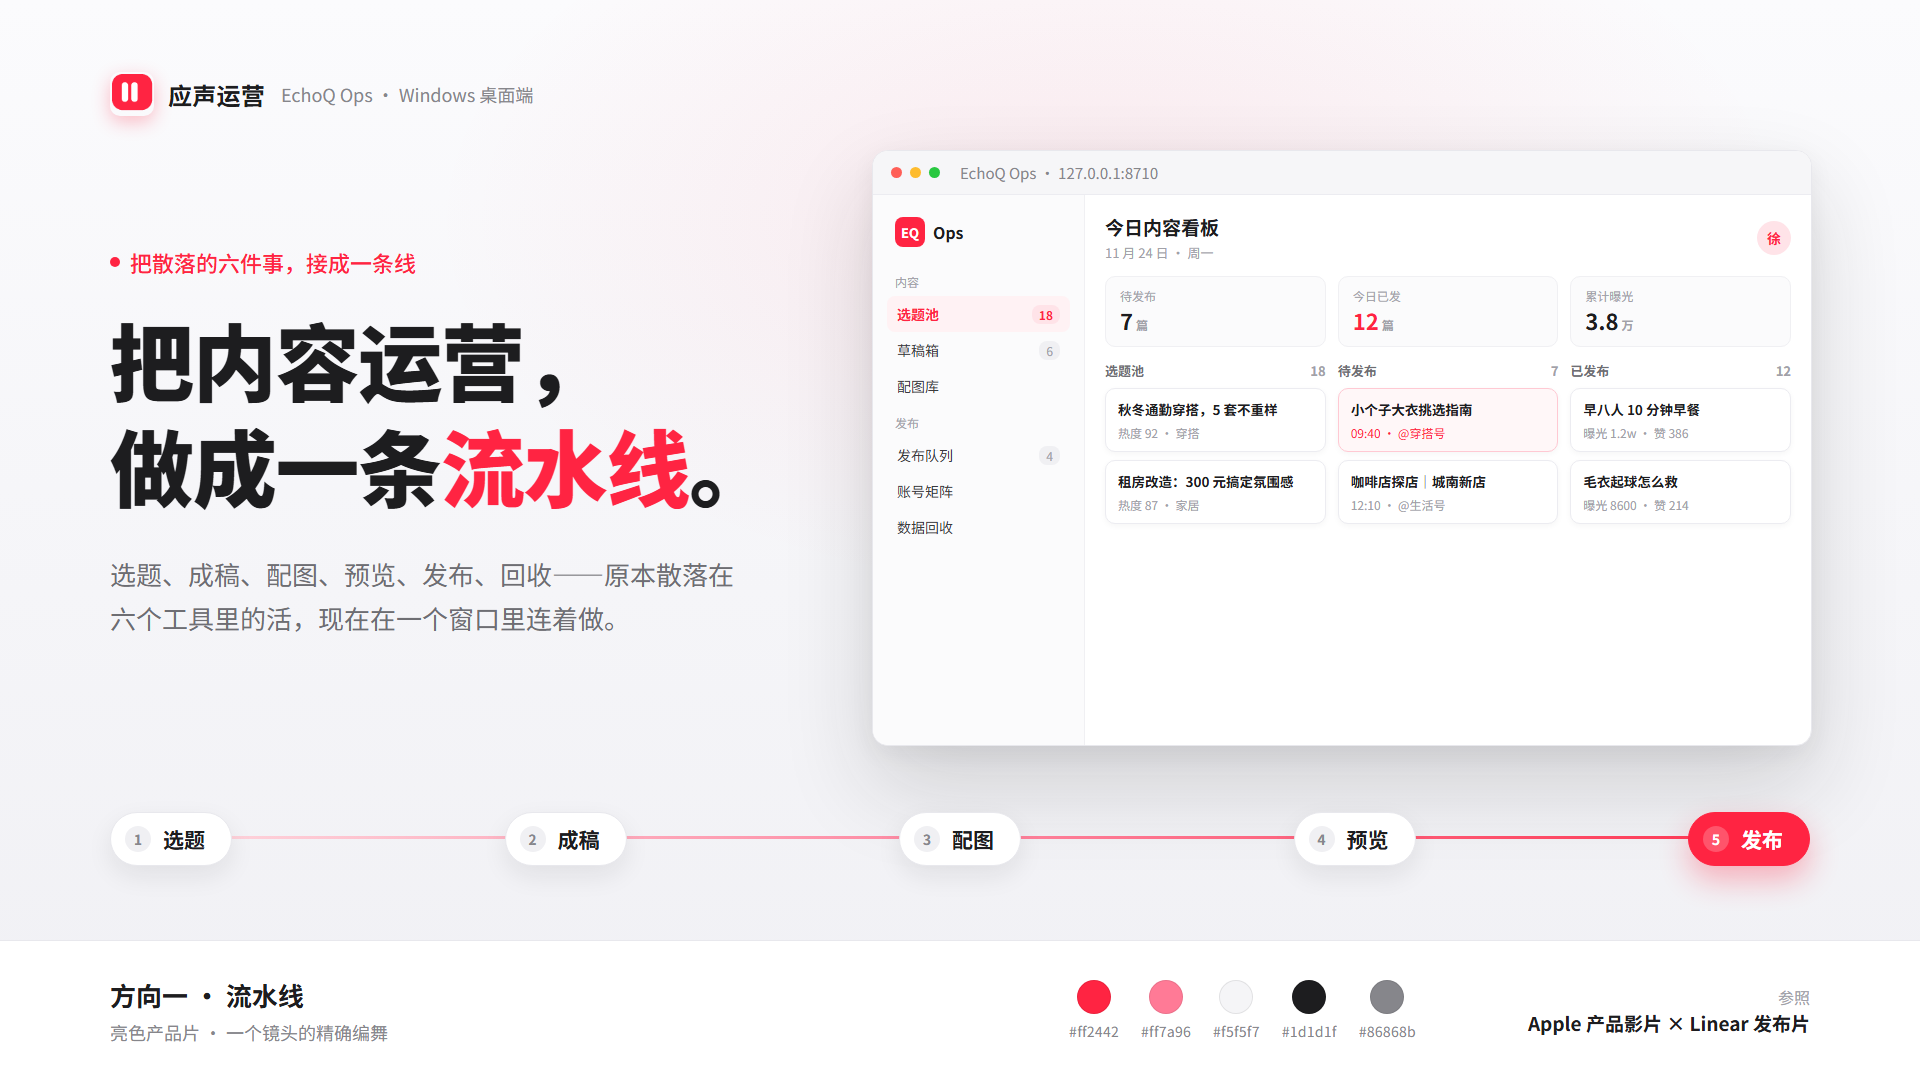 应声运营 EchoQ Ops · Windows 桌面端
把散落的六件事，接成一条线
把内容运营，
做成一条流水线。
选题、成稿、配图、预览、发布、回收——原本散落在
六个工具里的活，现在在一个窗口里连着做。
EchoQ Ops · 127.0.0.1:8710
EQ Ops
内容
选题池 18
草稿箱 6
配图库
发布
发布队列 4
账号矩阵
数据回收
今日内容看板
11 月 24 日 · 周一
徐
待发布
7 篇
今日已发
12 篇
累计曝光
3.8 万
选题池 18
秋冬通勤穿搭，5 套不重样
热度 92 · 穿搭
租房改造：300 元搞定氛围感
热度 87 · 家居
待发布 7
小个子大衣挑选指南
09:40 · @穿搭号
咖啡店探店｜城南新店
12:10 · @生活号
已发布 12
早八人 10 分钟早餐
曝光 1.2w · 赞 386
毛衣起球怎么救
曝光 8600 · 赞 214
1 选题
2 成稿
3 配图
4 预览
5 发布
方向一 · 流水线
亮色产品片 · 一个镜头的精确编舞
#ff2442 #ff7a96 #f5f5f7 #1d1d1f #86868b
参照
Apple 产品影片 × Linear 发布片